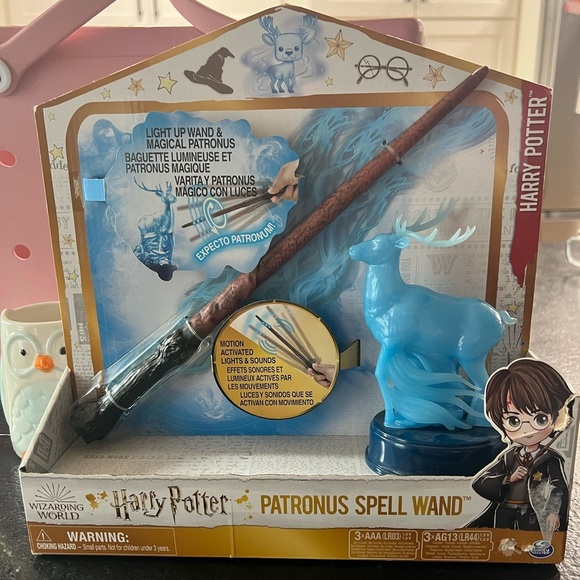 LIGHT UP WAND &
MAGICAL PATRONUS
BAGUETTE LUMINEUSE ET
PATRONUS MAGIQUE
VARITA Y PATRONUS
MÁGICO CON LUCES
EXPECTO PATRONUM!
HARRY POTTER™
MOTION
ACTIVATED
LIGHTS & SOUNDS
EFFETS SONORES ET
LUMINEUX ACTIVÉS PAR
LES MOUVEMENTS
LUCES Y SONIDOS QUE SE
ACTIVAN CON MOVIMIENTO
WIZARDING
WORLD
Harry Potter
PATRONUS SPELL WAND™
WARNING:
CHOKING HAZARD – Small parts. Not for children under 3 years.
3×AAA (LR03)
3×AG13 (LR44)